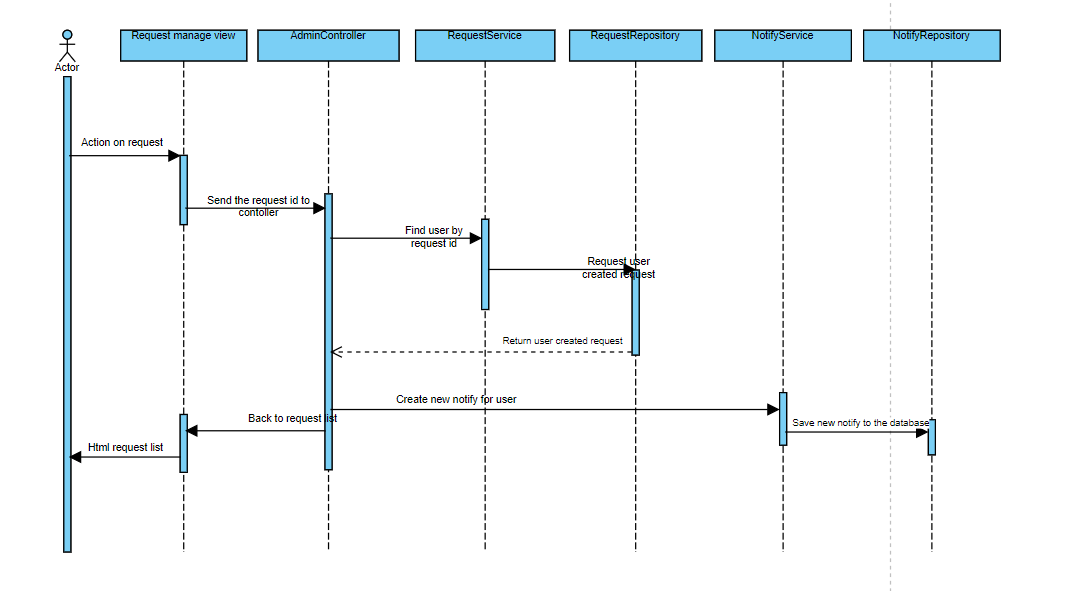 Request manage view
AdminController
RequestService
RequestRepository
NotifyService
NotifyRepository
Actor
Action on request
Send the request id to
contoller
Find user by
request id
Request user
created request
Return user created request
Create new notify for user
Back to request list
Save new notify to the database
Html request list